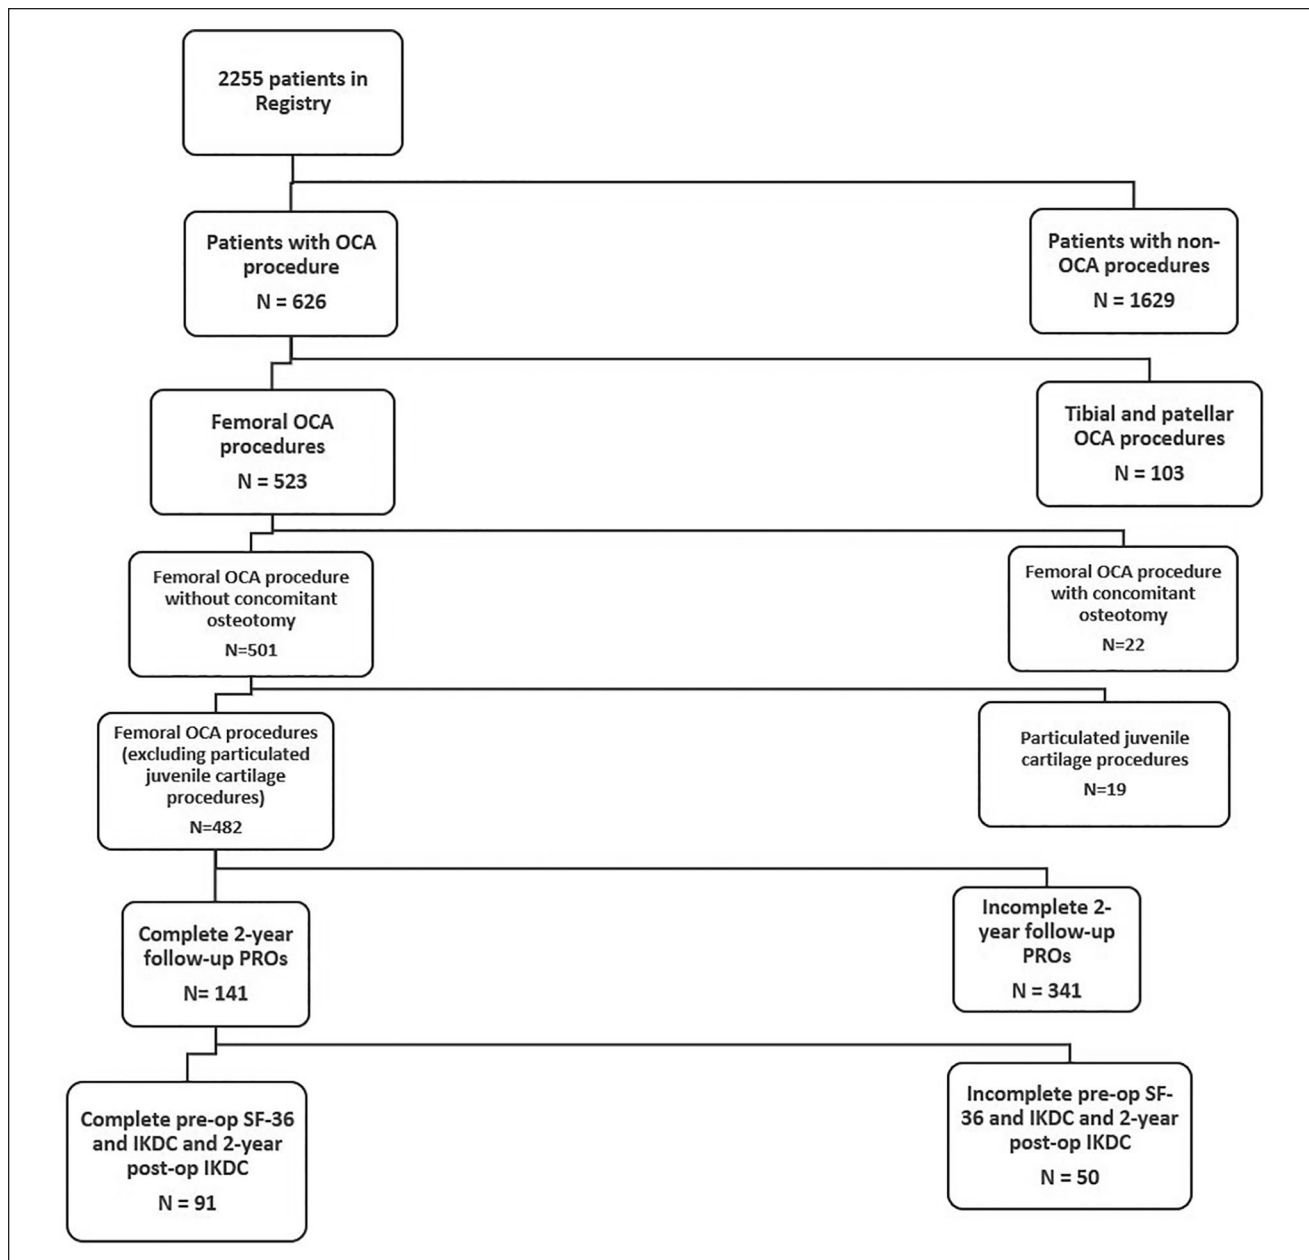 2255 patients in
Registry
Patients with OCA
procedure
N = 626
Patients with non-
OCA procedures
N = 1629
Femoral OCA
procedures
N = 523
Tibial and patellar
OCA procedures
N = 103
Femoral OCA procedure
without concomitant
osteotomy
N=501
Femoral OCA procedure
with concomitant
osteotomy
N=22
Femoral OCA procedures
(excluding particulated
juvenile cartilage
procedures)
N=482
Particulated juvenile
cartilage procedures
N=19
Complete 2-year
follow-up PROs
N= 141
Incomplete 2-
year follow-up
PROs
N = 341
Complete pre-op SF-36
and IKDC and 2-year
post-op IKDC
N = 91
Incomplete pre-op SF-
36 and IKDC and 2-year
post-op IKDC
N = 50